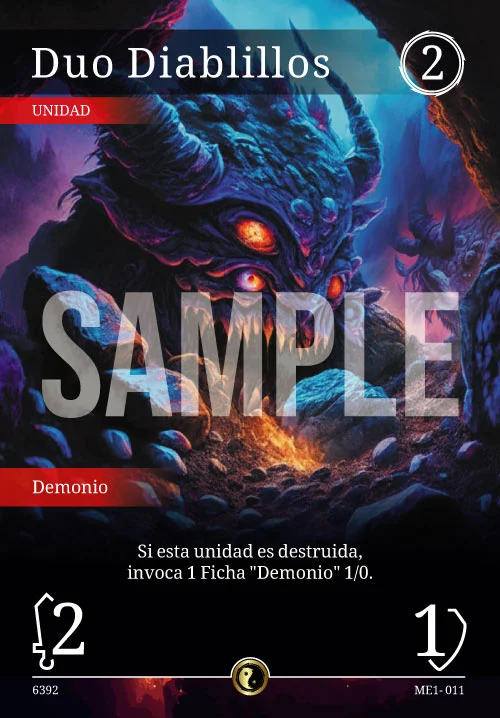 Duo Diablillos
2
UNIDAD
SAMPLE
Demonio
Si esta unidad es destruida,
invoca 1 Ficha "Demonio" 1/0.
2
1
6392
ME1- 011